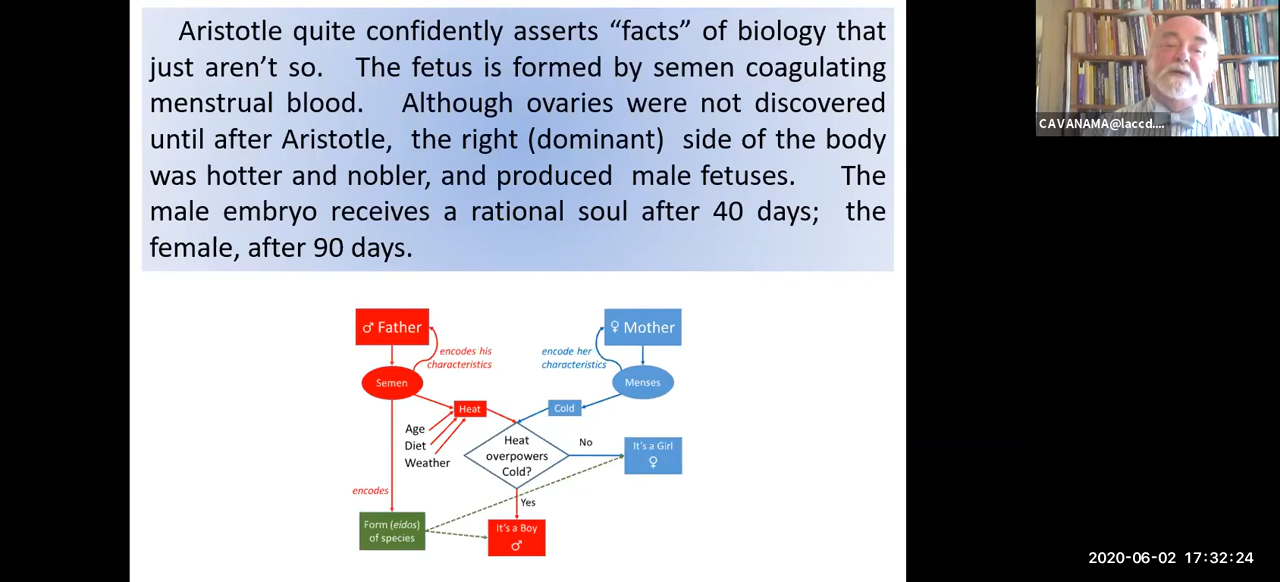 Aristotle quite confidently asserts “facts” of biology that
just aren’t so. The fetus is formed by semen coagulating
menstrual blood. Although ovaries were not discovered
until after Aristotle, the right (dominant) side of the body
was hotter and nobler, and produced male fetuses. The
male embryo receives a rational soul after 40 days; the
female, after 90 days.
CAVANAMA@laccd....
♂ Father
♀ Mother
encodes his
characteristics
encode her
characteristics
Semen
Menses
Heat
Cold
Age
Diet
Weather
Heat
overpowers
Cold?
No
It’s a Girl
♀
Yes
encodes
Form (eidos)
of species
It’s a Boy
♂
2020-06-02 17:32:24